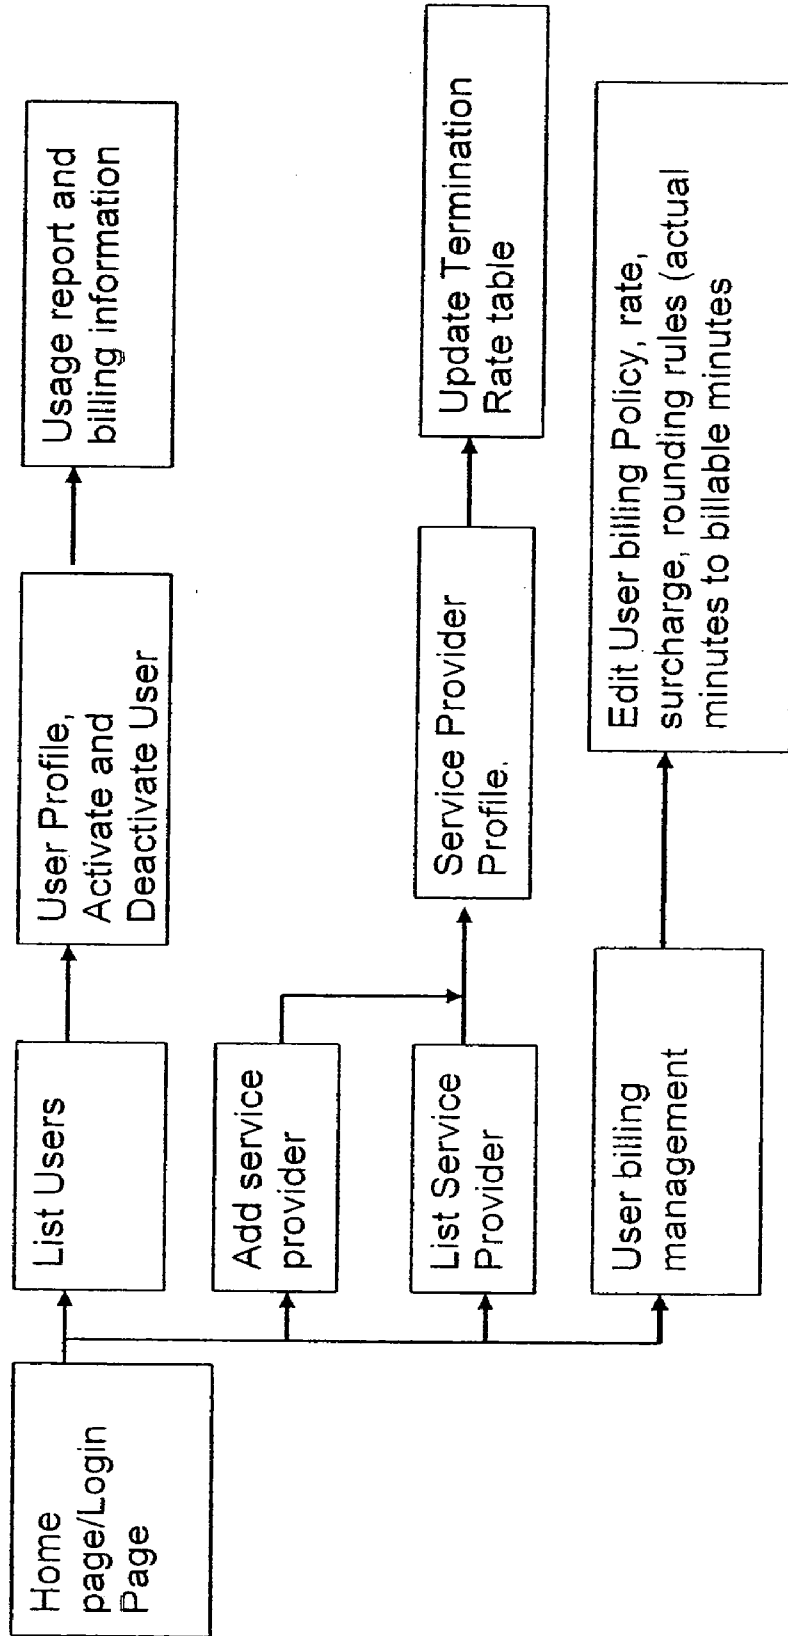 Home
page/Login
Page
List Users
User Profile,
Activate and
Deactivate User
Usage report and
billing information
Add service
provider
List Service
Provider
Service Provider
Profile.
Update Termination
Rate table
User billing
management
Edit User billing Policy, rate,
surcharge, rounding rules (actual
minutes to billable minutes